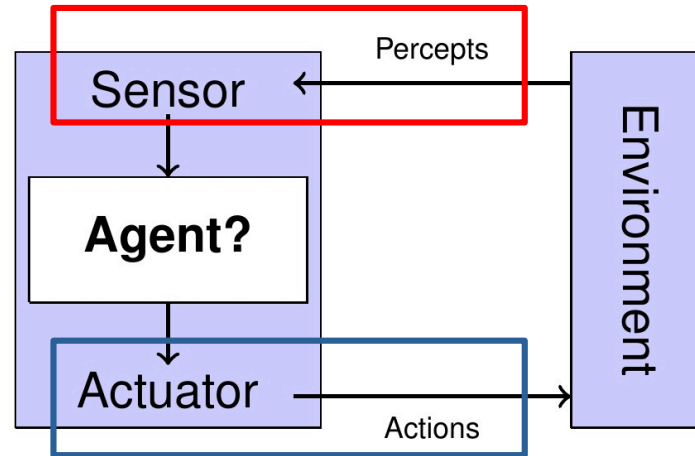 Percepts
Sensor
Agent?
Actuator
Actions
Environment